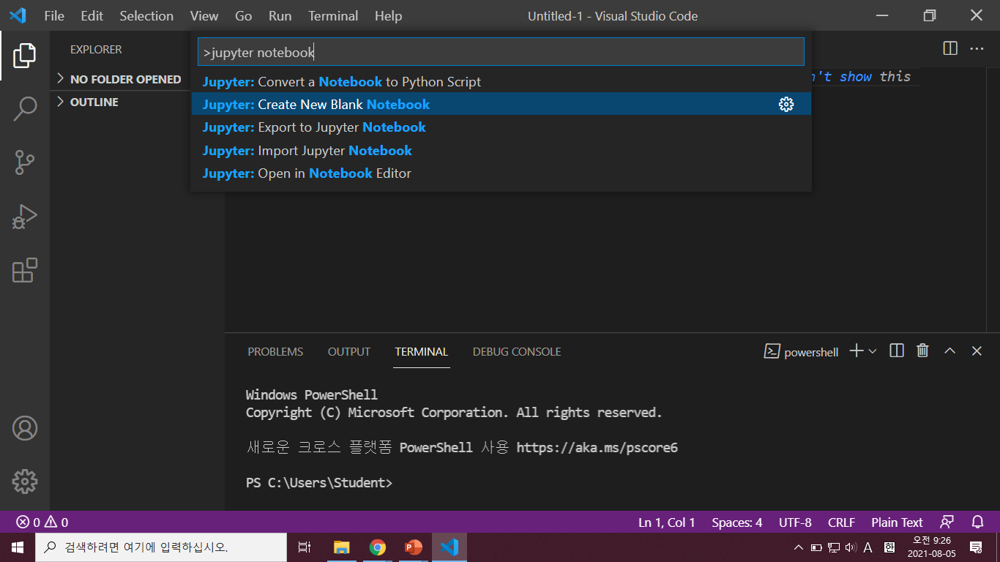 File Edit Selection View Go Run Terminal Help Untitled-1 - Visual Studio Code
>jupyter notebook
Jupyter: Convert a Notebook to Python Script
Jupyter: Create New Blank Notebook
Jupyter: Export to Jupyter Notebook
Jupyter: Import Jupyter Notebook
Jupyter: Open in Notebook Editor
EXPLORER
NO FOLDER OPENED
OUTLINE
n't show this
PROBLEMS OUTPUT TERMINAL DEBUG CONSOLE powershell
Windows PowerShell
Copyright (C) Microsoft Corporation. All rights reserved.
새로운 크로스 플랫폼 PowerShell 사용 https://aka.ms/pscore6
PS C:\Users\Student>
0 0 Ln 1, Col 1 Spaces: 4 UTF-8 CRLF Plain Text
검색하려면 여기에 입력하십시오. A 한 오전 9:26
2021-08-05